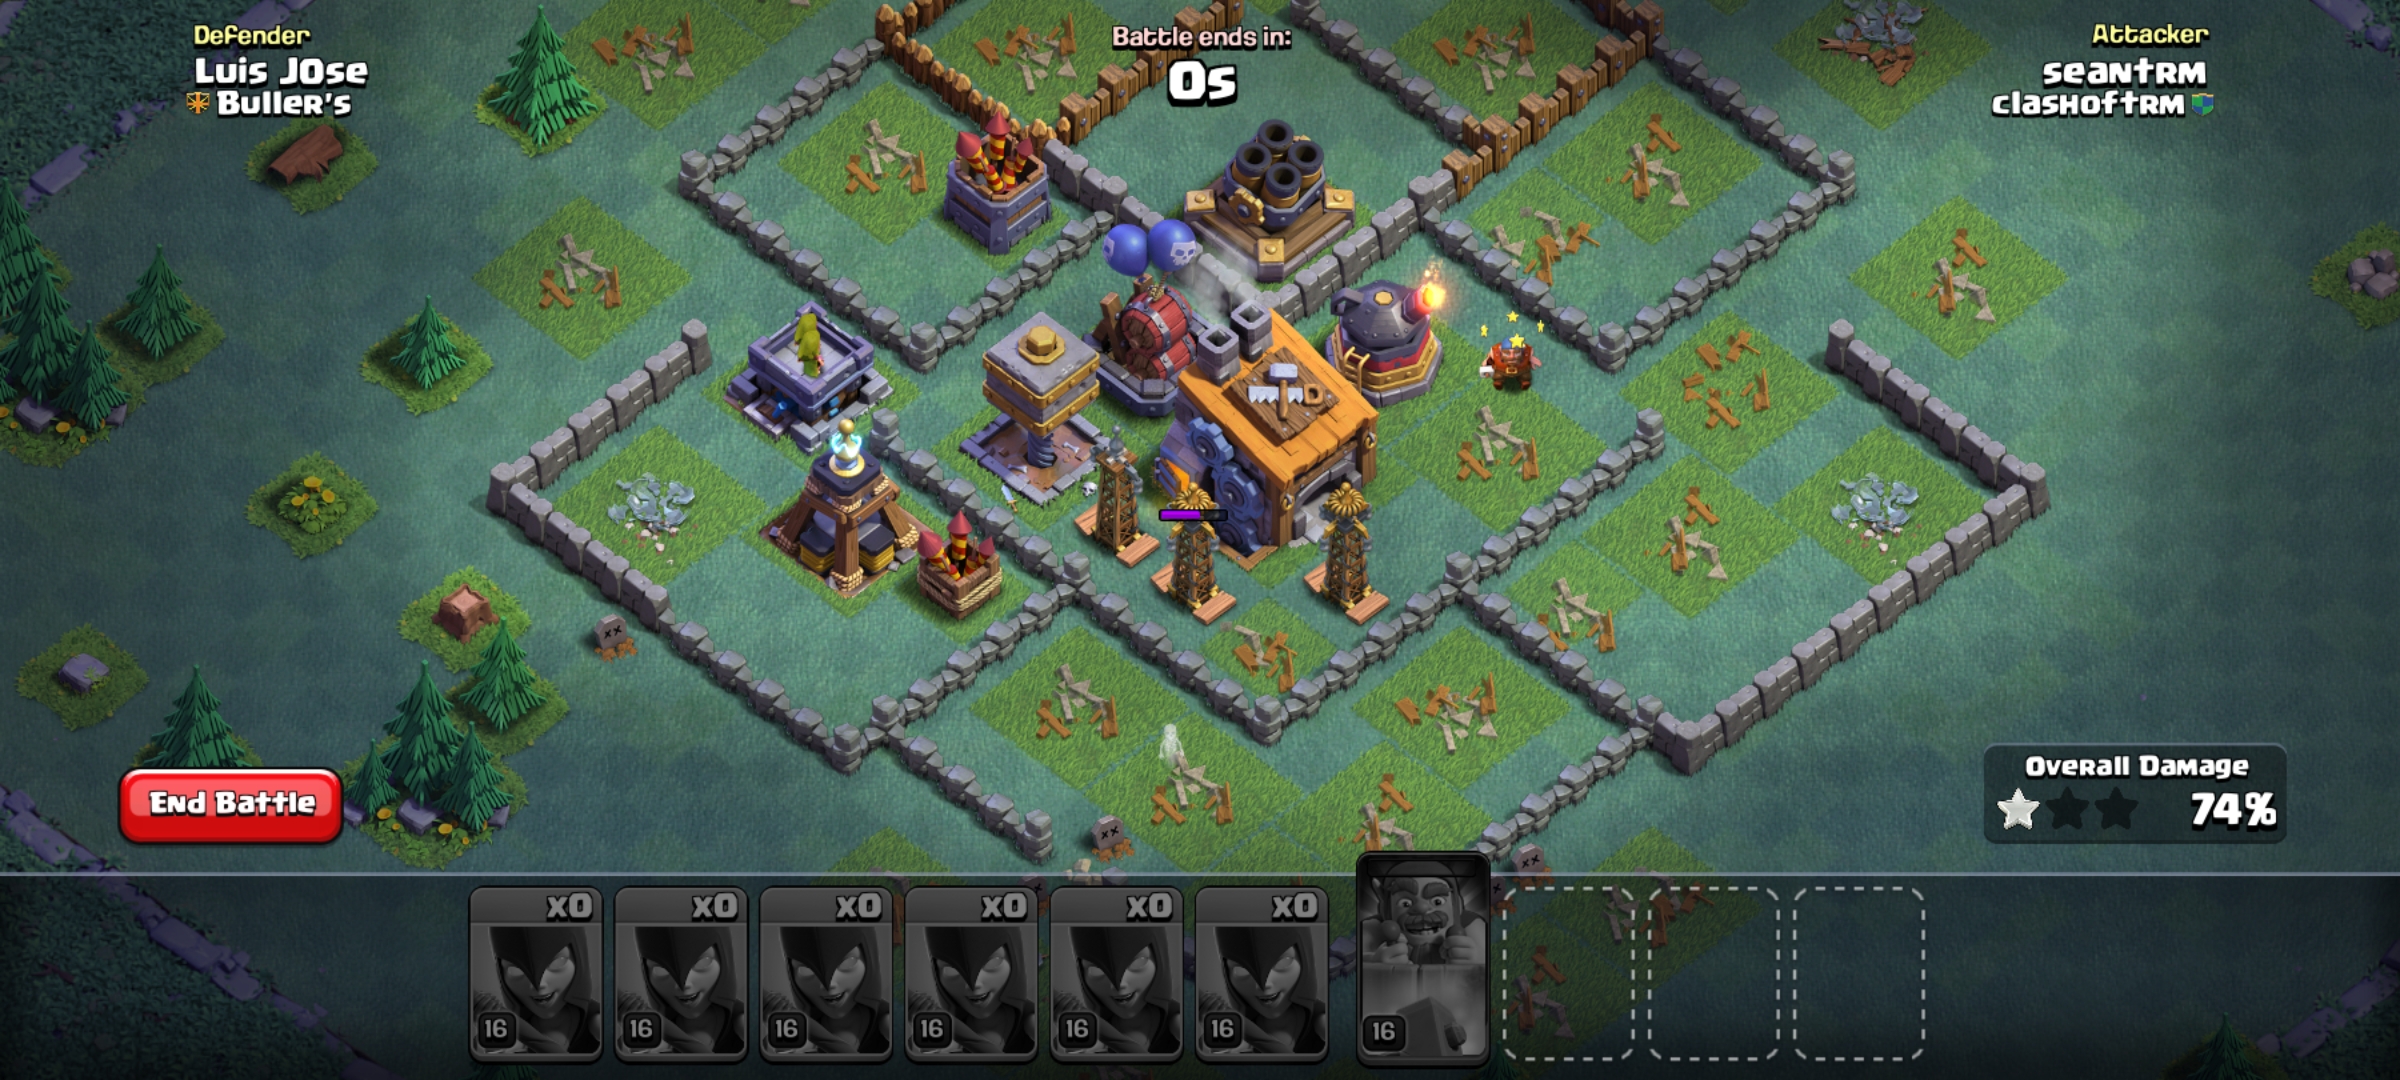 Defender
Luis JOse
Buller's
Battle ends in:
0s
Attacker
seantRM
clashoftRM
End Battle
Overall Damage
74%
x0 x0 x0 x0 x0 x0
16 16 16 16 16 16 16